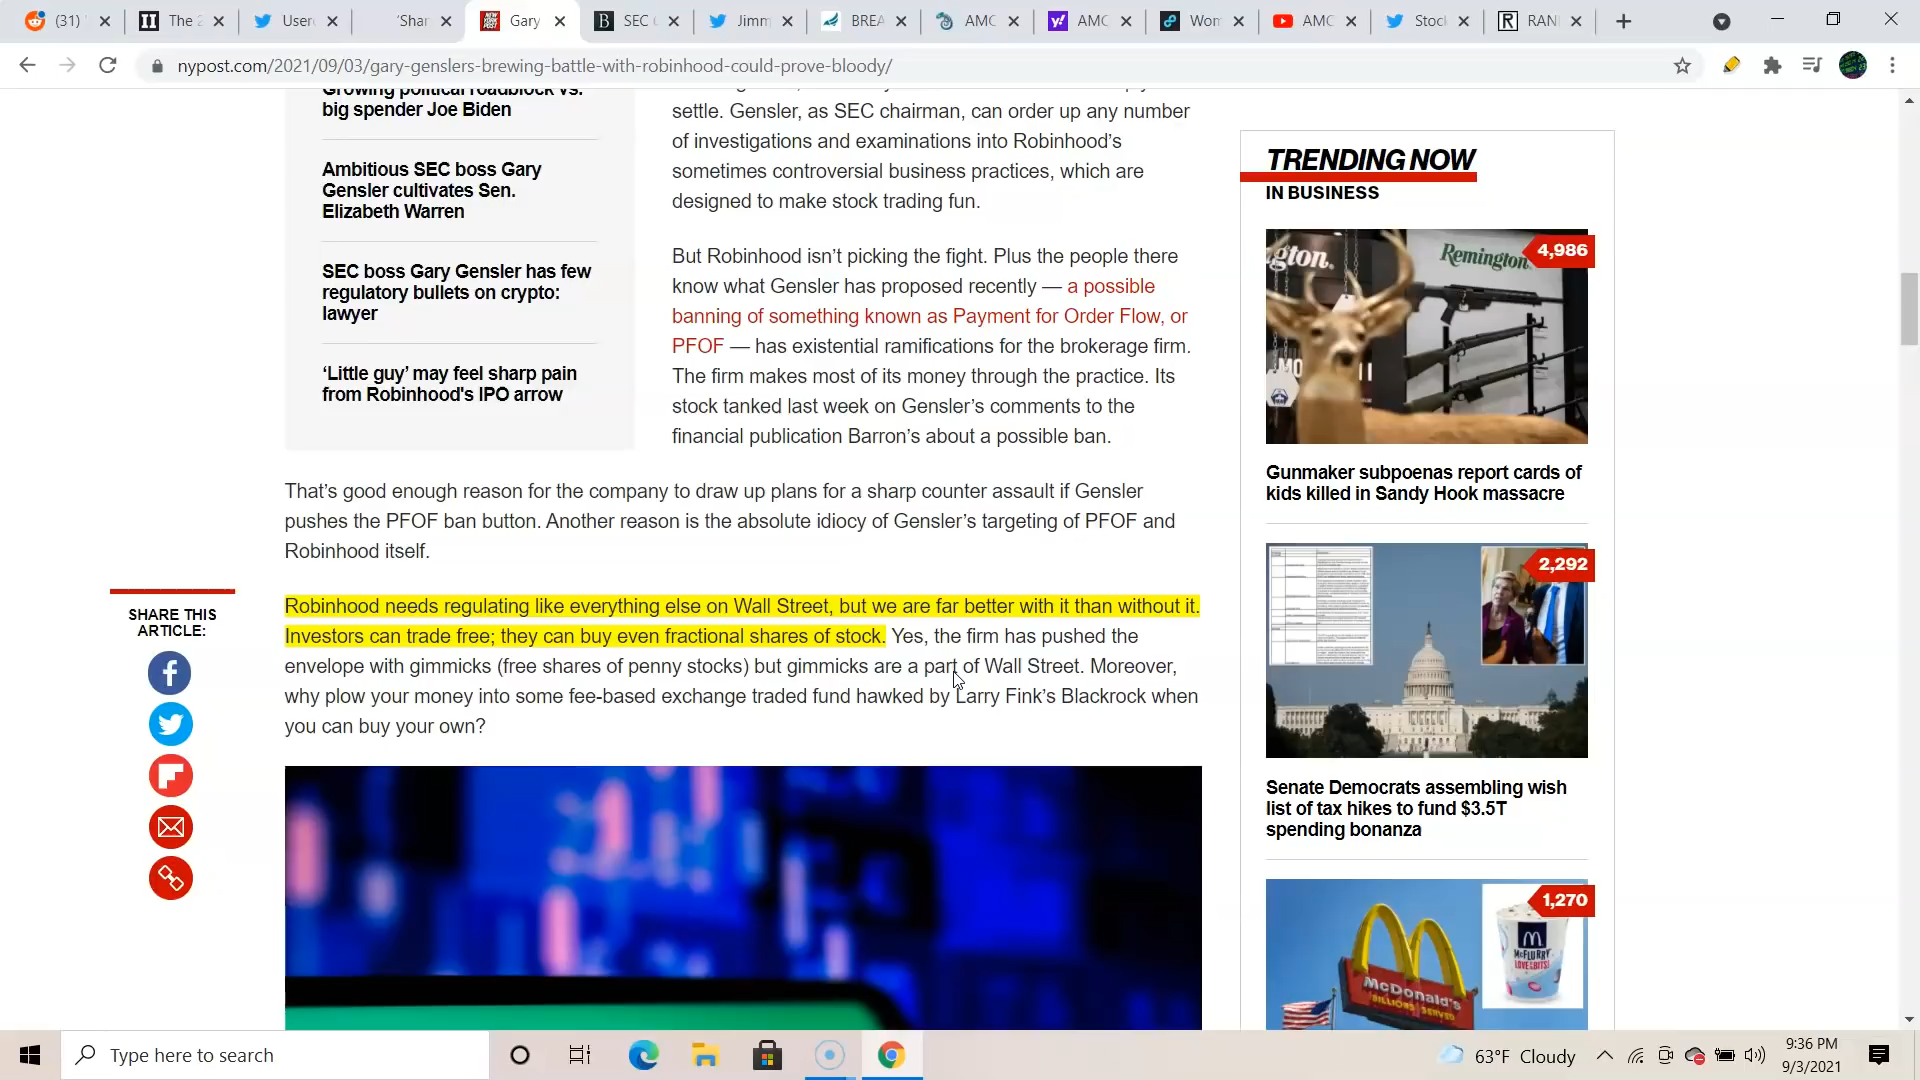 (31)
The 2
User
'Shar
Gary
SEC
Jimm
BREA
AMC
AMC
Wom
AMC
Stoc
RAN
nypost.com/2021/09/03/gary-genslers-brewing-battle-with-robinhood-could-prove-bloody/
Growing political roadblock vs.
big spender Joe Biden
Ambitious SEC boss Gary
Gensler cultivates Sen.
Elizabeth Warren
SEC boss Gary Gensler has few
regulatory bullets on crypto:
lawyer
‘Little guy’ may feel sharp pain
from Robinhood's IPO arrow
settle. Gensler, as SEC chairman, can order up any number
of investigations and examinations into Robinhood’s
sometimes controversial business practices, which are
designed to make stock trading fun.
But Robinhood isn’t picking the fight. Plus the people there
know what Gensler has proposed recently — a possible
banning of something known as Payment for Order Flow, or
PFOF — has existential ramifications for the brokerage firm.
The firm makes most of its money through the practice. Its
stock tanked last week on Gensler’s comments to the
financial publication Barron’s about a possible ban.
That’s good enough reason for the company to draw up plans for a sharp counter assault if Gensler
pushes the PFOF ban button. Another reason is the absolute idiocy of Gensler’s targeting of PFOF and
Robinhood itself.
SHARE THIS
ARTICLE:
Robinhood needs regulating like everything else on Wall Street, but we are far better with it than without it.
Investors can trade free; they can buy even fractional shares of stock. Yes, the firm has pushed the
envelope with gimmicks (free shares of penny stocks) but gimmicks are a part of Wall Street. Moreover,
why plow your money into some fee-based exchange traded fund hawked by Larry Fink’s Blackrock when
you can buy your own?
TRENDING NOW
IN BUSINESS
gton.
Remington
4,986
Gunmaker subpoenas report cards of
kids killed in Sandy Hook massacre
2,292
Senate Democrats assembling wish
list of tax hikes to fund $3.5T
spending bonanza
1,270
McDonald's
BILLIONS SERVED
McFLURRY
Type here to search
63°F Cloudy
9:36 PM
9/3/2021